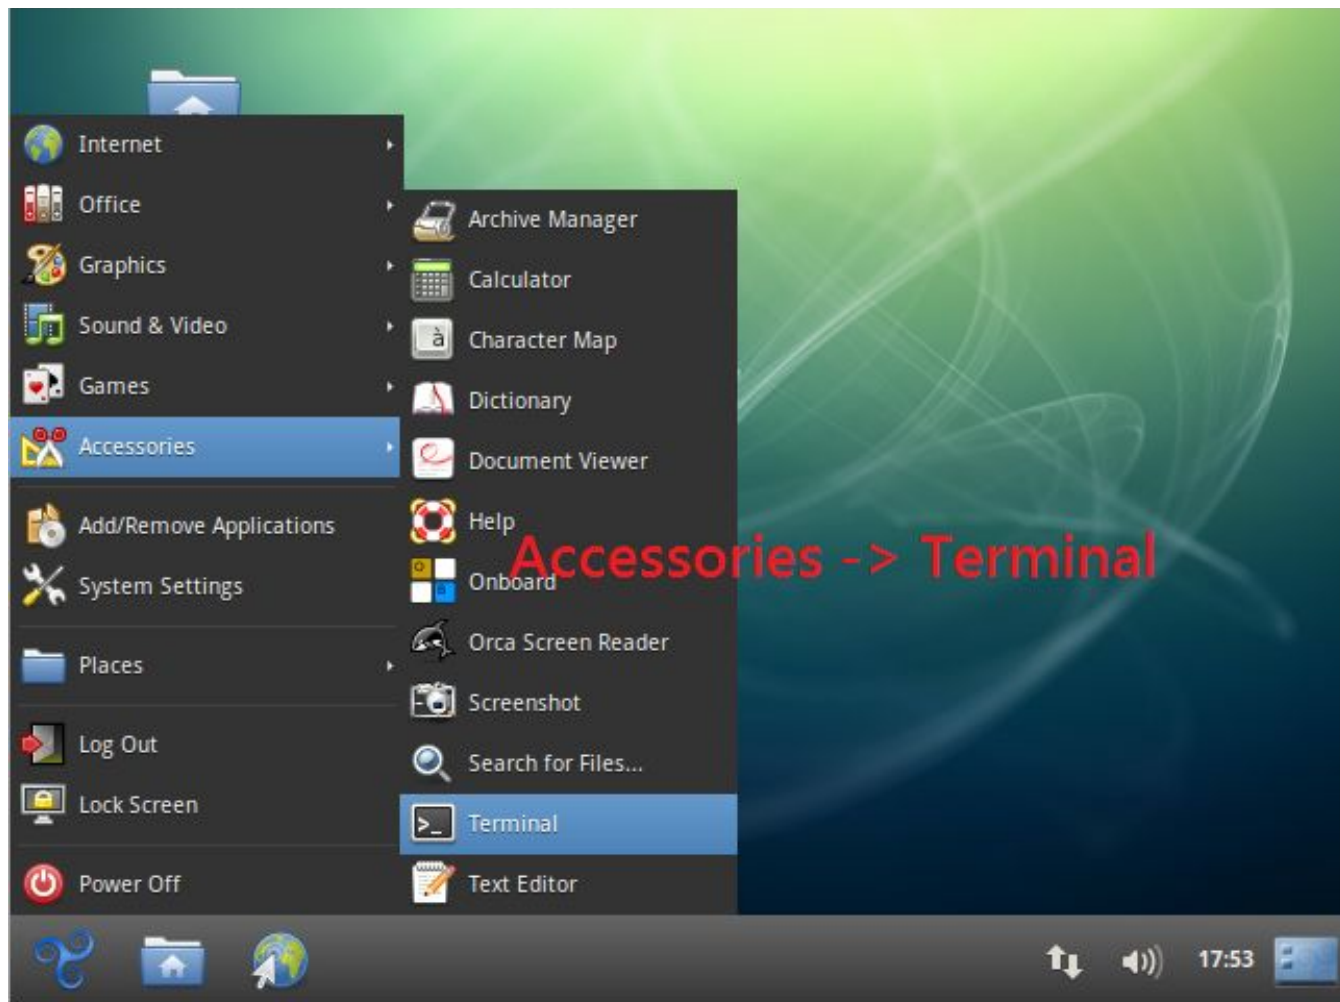 Internet
Office
Graphics
Sound & Video
Games
Accessories
Add/Remove Applications
System Settings
Places
Log Out
Lock Screen
Power Off
Archive Manager
Calculator
à
Character Map
Dictionary
Document Viewer
Help
Accessories -> Terminal
Onboard
Orca Screen Reader
Screenshot
Search for Files...
>_
Terminal
Text Editor
17:53